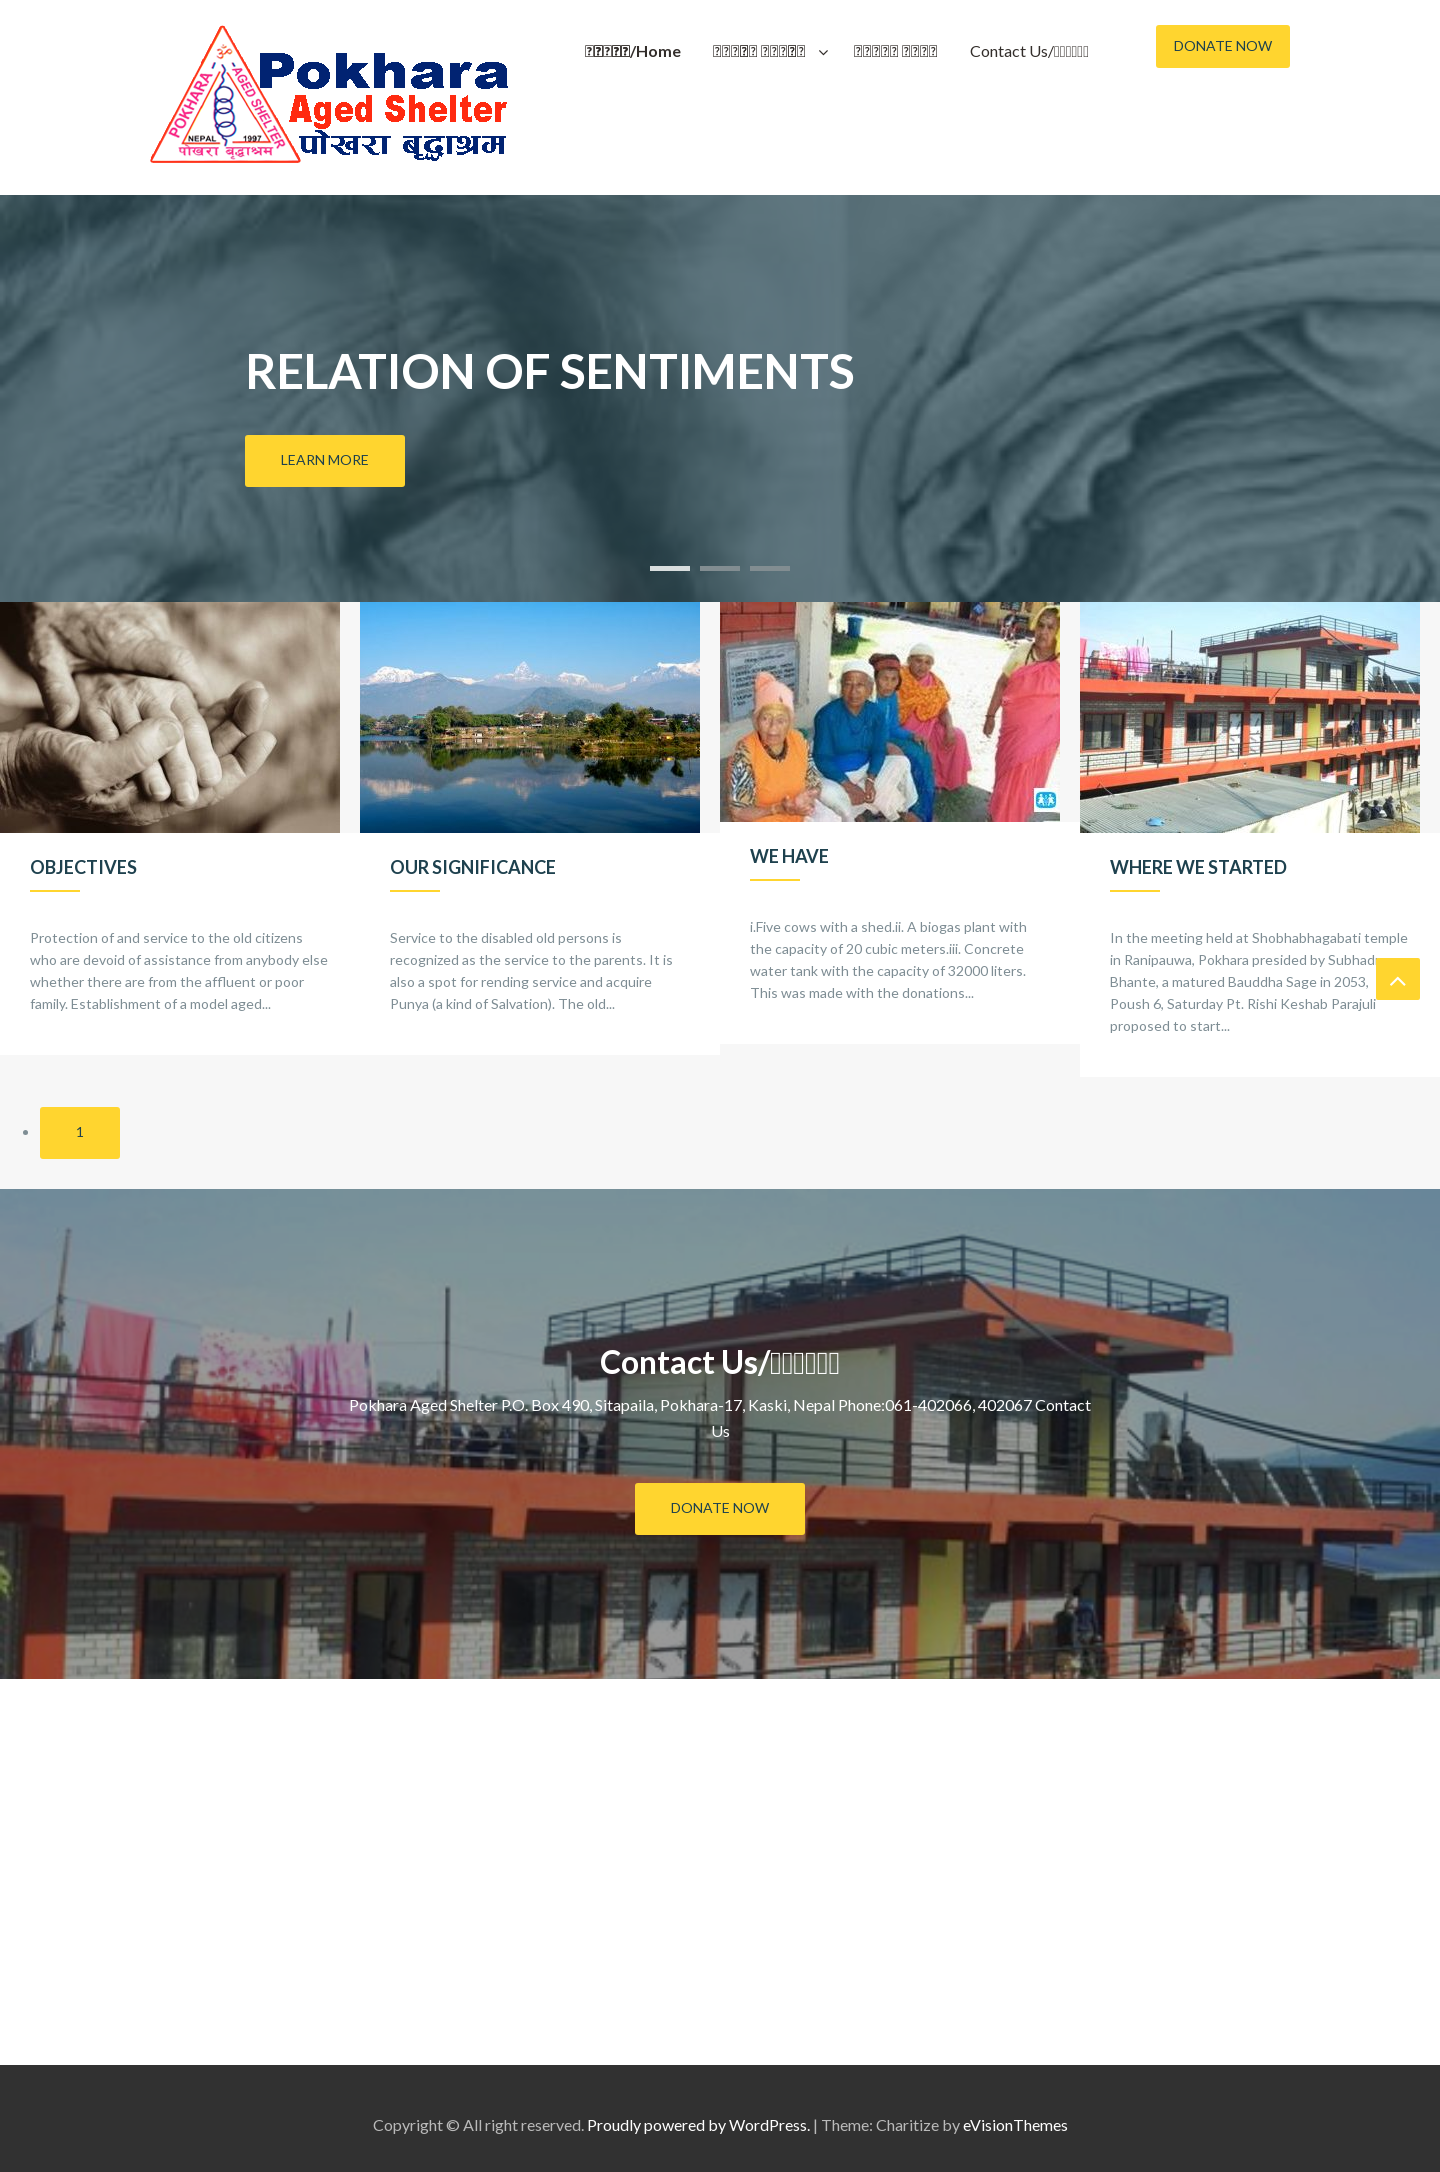 POKHARA
AGED SHELTER
NEPAL 1997
पोखरा बृद्धाश्रम
Pokhara
Aged Shelter
पोखरा बृद्धाश्रम
/Home
Contact Us/
DONATE NOW
RELATION OF SENTIMENTS
LEARN MORE
OBJECTIVES
Protection of and service to the old citizens
who are devoid of assistance from anybody else
whether there are from the affluent or poor
family. Establishment of a model aged...
OUR SIGNIFICANCE
Service to the disabled old persons is
recognized as the service to the parents. It is
also a spot for rending service and acquire
Punya (a kind of Salvation). The old...
WE HAVE
i.Five cows with a shed.ii. A biogas plant with
the capacity of 20 cubic meters.iii. Concrete
water tank with the capacity of 32000 liters.
This was made with the donations...
WHERE WE STARTED
In the meeting held at Shobhabhagabati temple
in Ranipauwa, Pokhara presided by
Bhante, a matured Bauddha Sage in 2053,
Poush 6, Saturday Pt. Rishi Keshab Parajuli
proposed to start...
1
Contact Us/
Pokhara Aged Shelter P.O. Box 490, Sitapaila, Pokhara-17, Kaski, Nepal Phone:061-402066, 402067 Contact
Us
DONATE NOW
Copyright © All right reserved. Proudly powered by WordPress. | Theme: Charitize by eVisionThemes